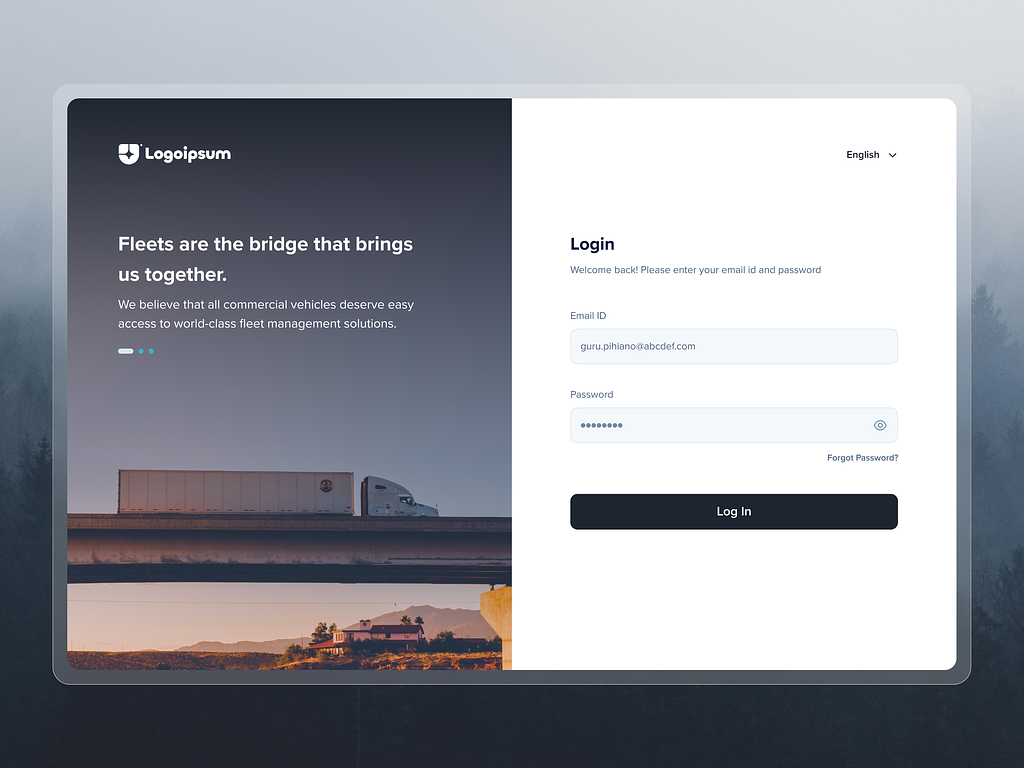 Logoipsum
Fleets are the bridge that brings
us together.
We believe that all commercial vehicles deserve easy
access to world-class fleet management solutions.
English
Login
Welcome back! Please enter your email id and password
Email ID
guru.pihiano@abcdef.com
Password
••••••••
Forgot Password?
Log In